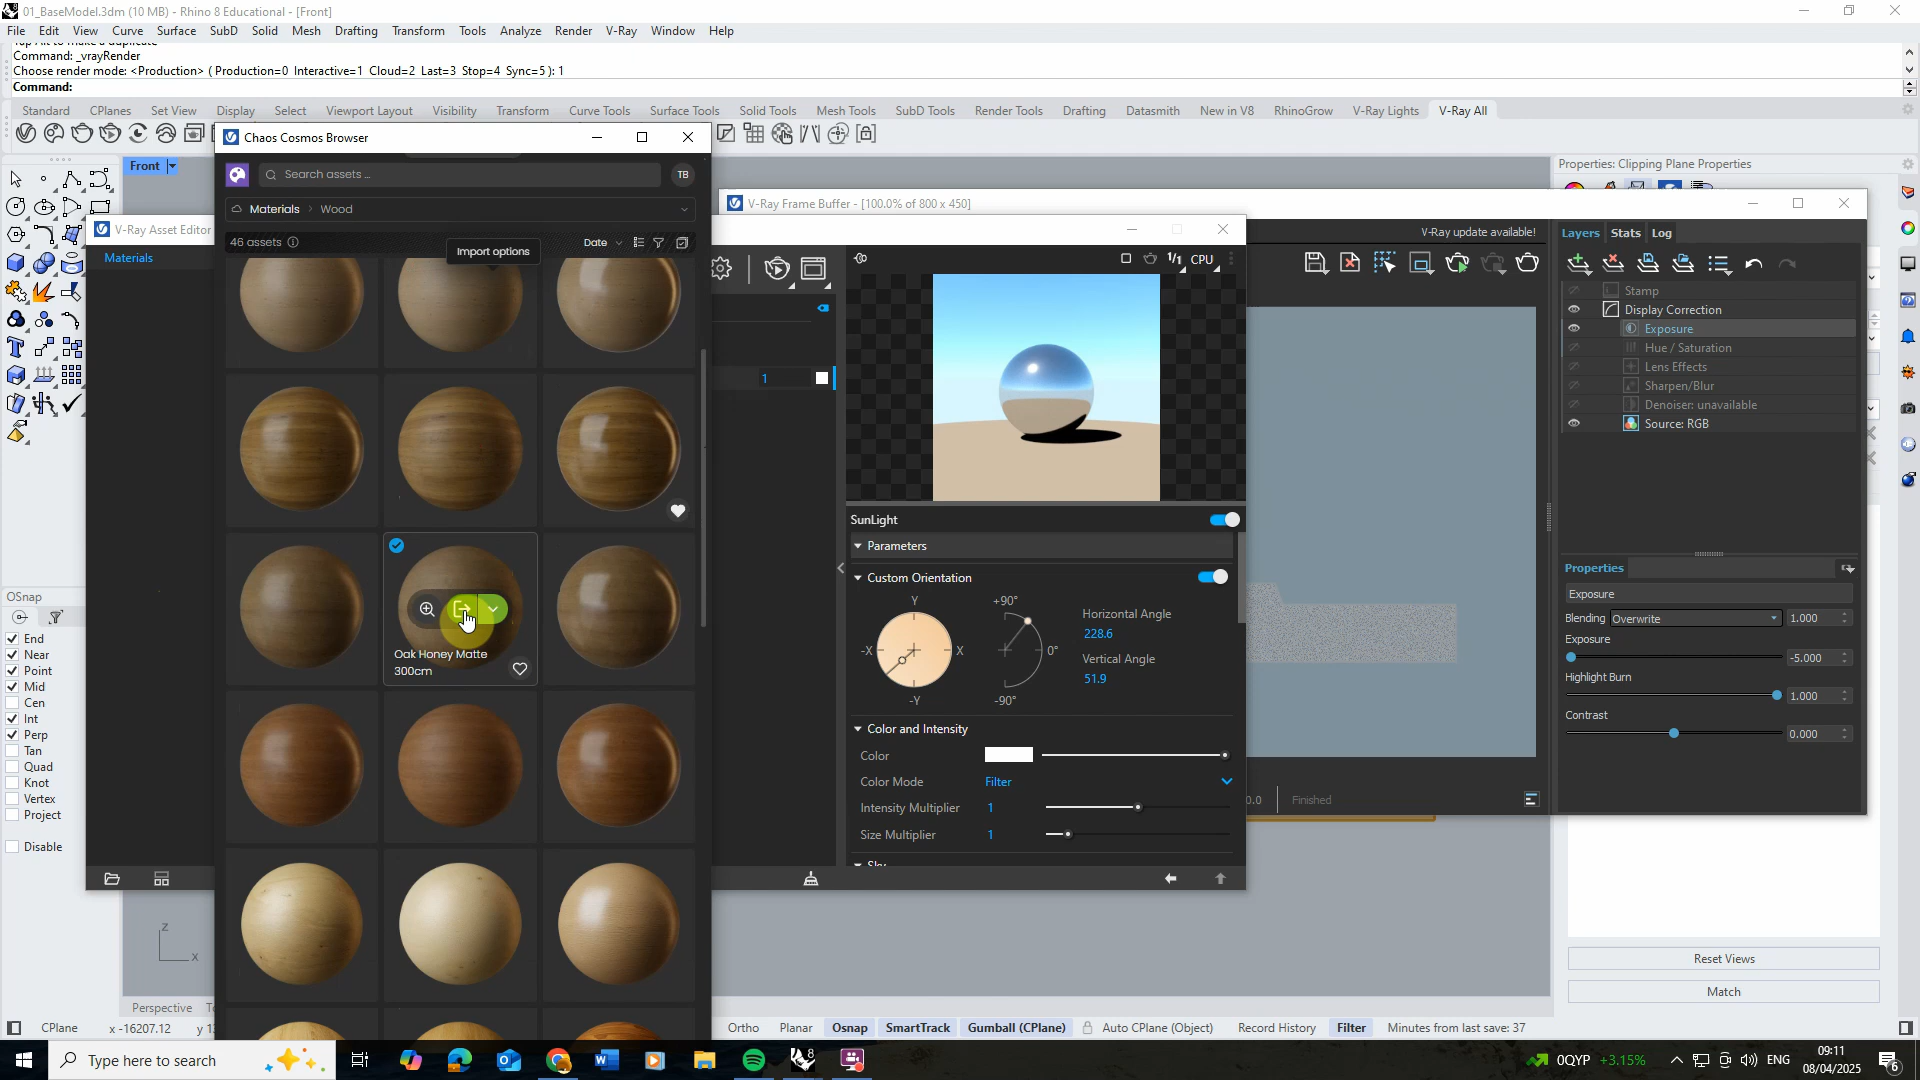 01_BaseModel.3dm (10 MB) - Rhino 8 Educational - [Front]
File Edit View Curve Surface SubD Solid Mesh Drafting Transform Tools Analyze Render V-Ray Window Help
Tap Alt to make a duplicate
Command: _vrayRender
Choose render mode: <Production> ( Production=0 Interactive=1 Cloud=2 Last=3 Stop=4 Sync=5 ): 1
Command:
Standard CPlanes Set View Display Select Viewport Layout Visibility Transform Curve Tools Surface Tools Solid Tools Mesh Tools SubD Tools Render Tools Drafting Datasmith New in V8 RhinoGrow V-Ray Lights V-Ray All
Chaos Cosmos Browser
Front
Properties: Clipping Plane Properties
Search assets ...
TB
Materials > Wood
46 assets
Date
Import options
Oak Honey Matte
300cm
V-Ray Asset Editor
Materials
1
1/1 CPU
SunLight
Parameters
Custom Orientation
Y
-X
X
-Y
+90°
0°
-90°
Horizontal Angle
228.6
Vertical Angle
51.9
Color and Intensity
Color
Color Mode Filter
Intensity Multiplier 1
Size Multiplier 1
Sky
V-Ray Frame Buffer - [100.0% of 800 x 450]
V-Ray update available!
Layers Stats Log
Stamp
Display Correction
Exposure
Hue / Saturation
Lens Effects
Sharpen/Blur
Denoiser: unavailable
Source: RGB
Properties
Exposure
Blending Overwrite 1.000
Exposure
-5.000
Highlight Burn
1.000
Contrast
0.000
Finished
OSnap
End
Near
Point
Mid
Cen
Int
Perp
Tan
Quad
Knot
Vertex
Project
Disable
z
x
Perspective
Reset Views
Match
CPlane x -16207.12
Ortho Planar Osnap SmartTrack Gumball (CPlane) Auto CPlane (Object) Record History Filter Minutes from last save: 37
Type here to search
0QYP +3.15%
ENG
09:11
08/04/2025
6